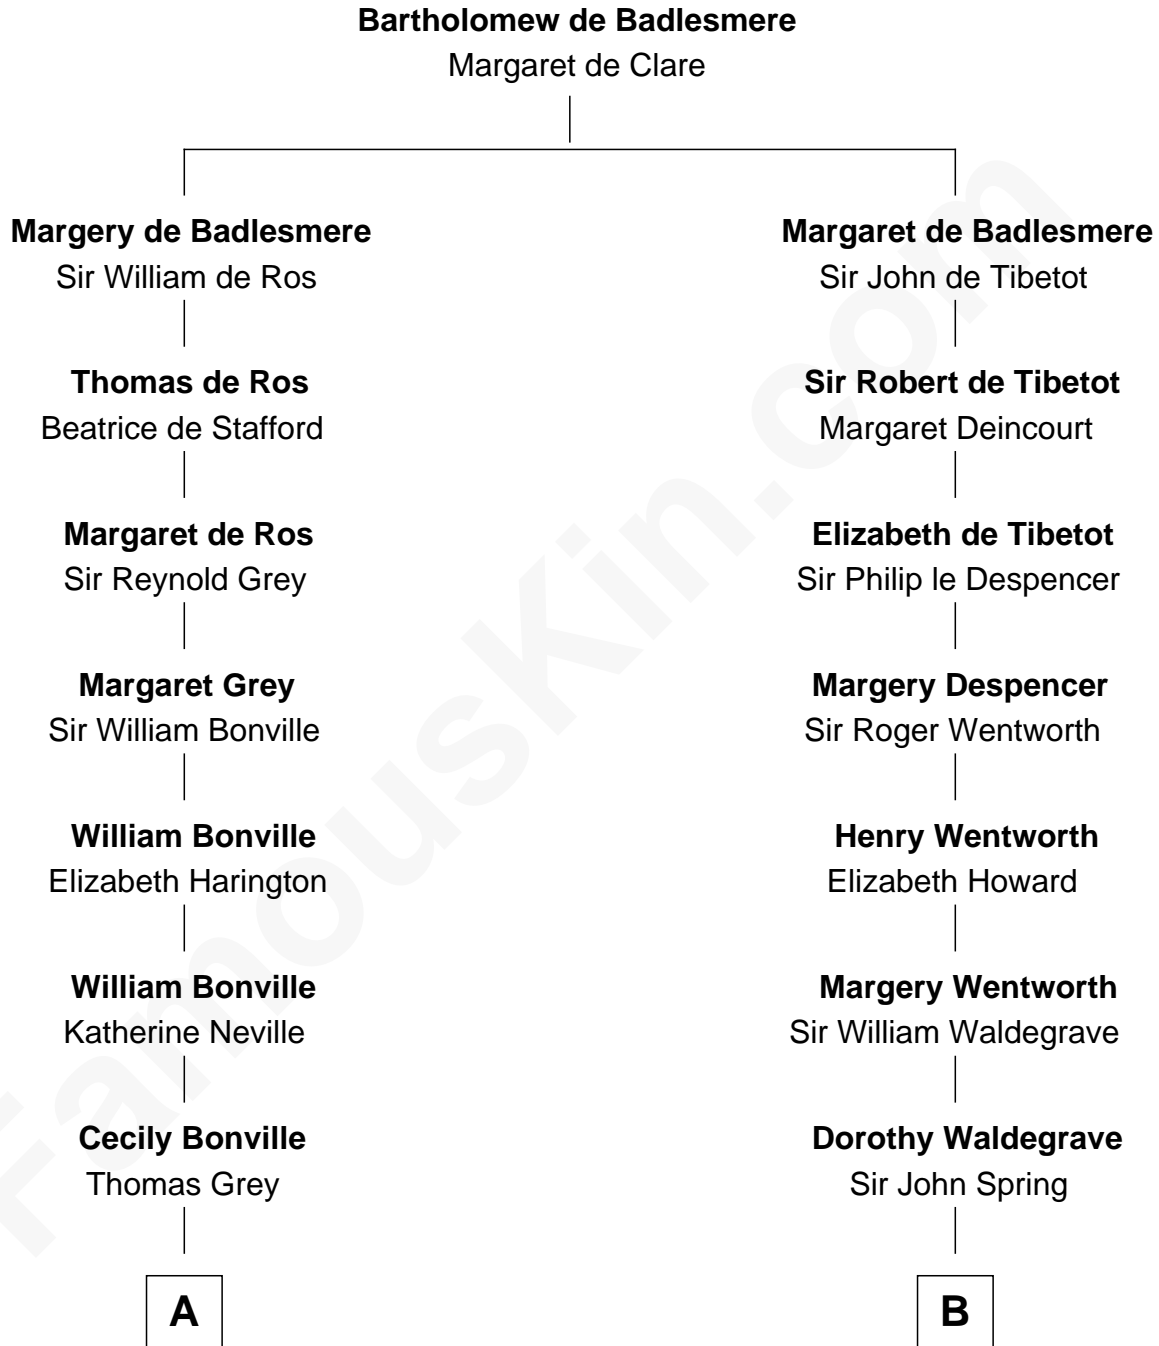 Bartholomew de Badlesmere
Margaret de Clare
Margery de Badlesmere
Sir William de Ros
Margaret de Badlesmere
Sir John de Tibetot
Thomas de Ros
Beatrice de Stafford
Sir Robert de Tibetot
Margaret Deincourt
Margaret de Ros
Sir Reynold Grey
Elizabeth de Tibetot
Sir Philip le Despencer
Margaret Grey
Sir William Bonville
Margery Despencer
Sir Roger Wentworth
William Bonville
Elizabeth Harington
Henry Wentworth
Elizabeth Howard
William Bonville
Katherine Neville
Margery Wentworth
Sir William Waldegrave
Cecily Bonville
Thomas Grey
Dorothy Waldegrave
Sir John Spring
A
B
FamousKin.com